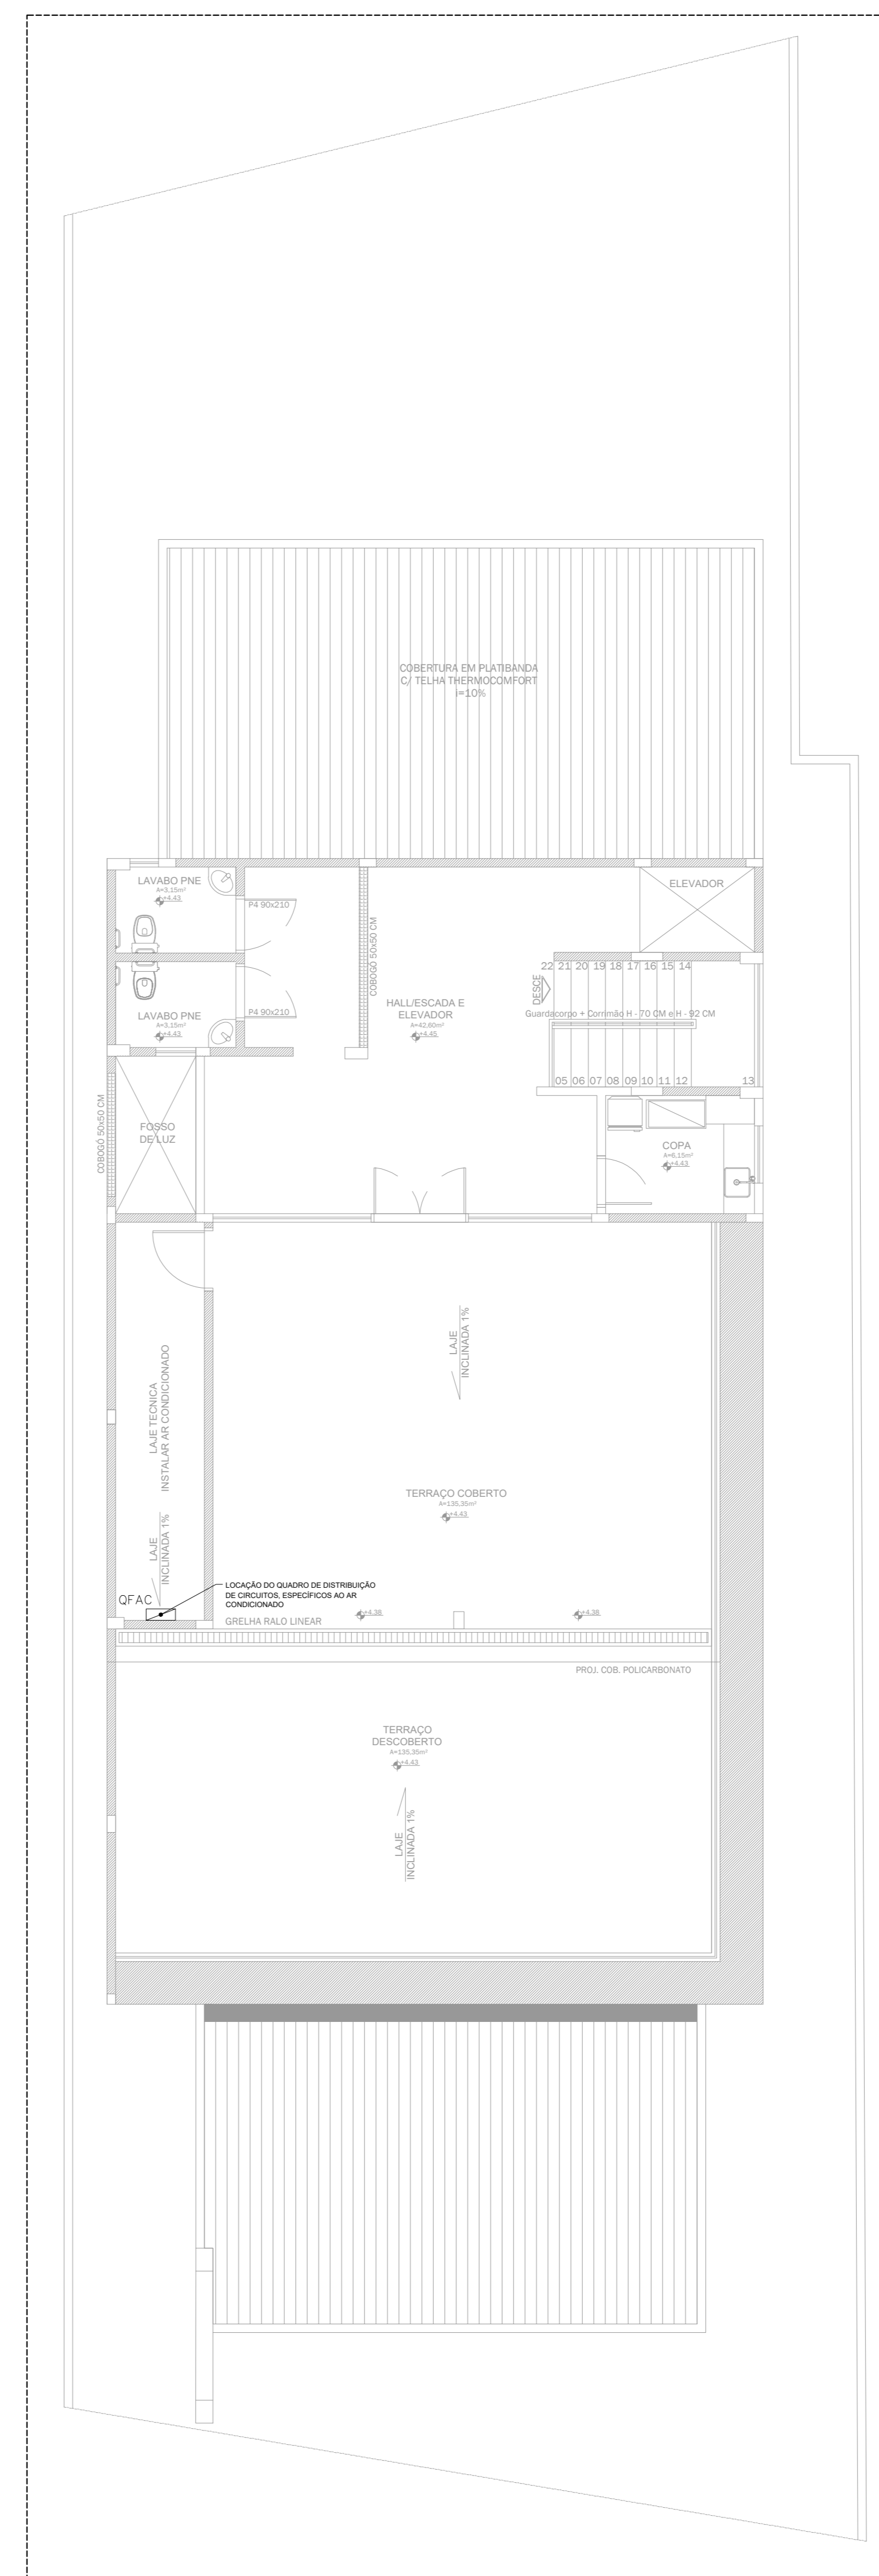 COBERTURA EM PLATIBANDA
C/ TELHA THERMOCOMFORT
i=10%
LAVABO PNE
A=3,15m²
+4.43
P4 90x210
COBOGÓ 50x50 CM
ELEVADOR
22 21 20 19 18 17 16 15 14
DESCE
HALL/ESCADA E
ELEVADOR
A=42,60m²
+4.45
Guardacorpo + Corrimão H - 70 CM e H - 92 CM
P4 90x210
LAVABO PNE
A=3,15m²
+4.43
05 06 07 08 09 10 11 12 13
COBOGÓ 50x50 CM
FOSSO
DE LUZ
COPA
A=6,15m²
+4.43
LAJE
INCLINADA 1%
LAJE TECNICA
INSTALAR AR CONDICIONADO
TERRAÇO COBERTO
A=135,35m²
+4.43
LAJE
INCLINADA 1%
QFAC
LOCAÇÃO DO QUADRO DE DISTRIBUIÇÃO
DE CIRCUITOS, ESPECÍFICOS AO AR
CONDICIONADO
+4.38
+4.38
GRELHA RALO LINEAR
PROJ. COB. POLICARBONATO
TERRAÇO
DESCOBERTO
A=135,35m²
+4.43
LAJE
INCLINADA 1%